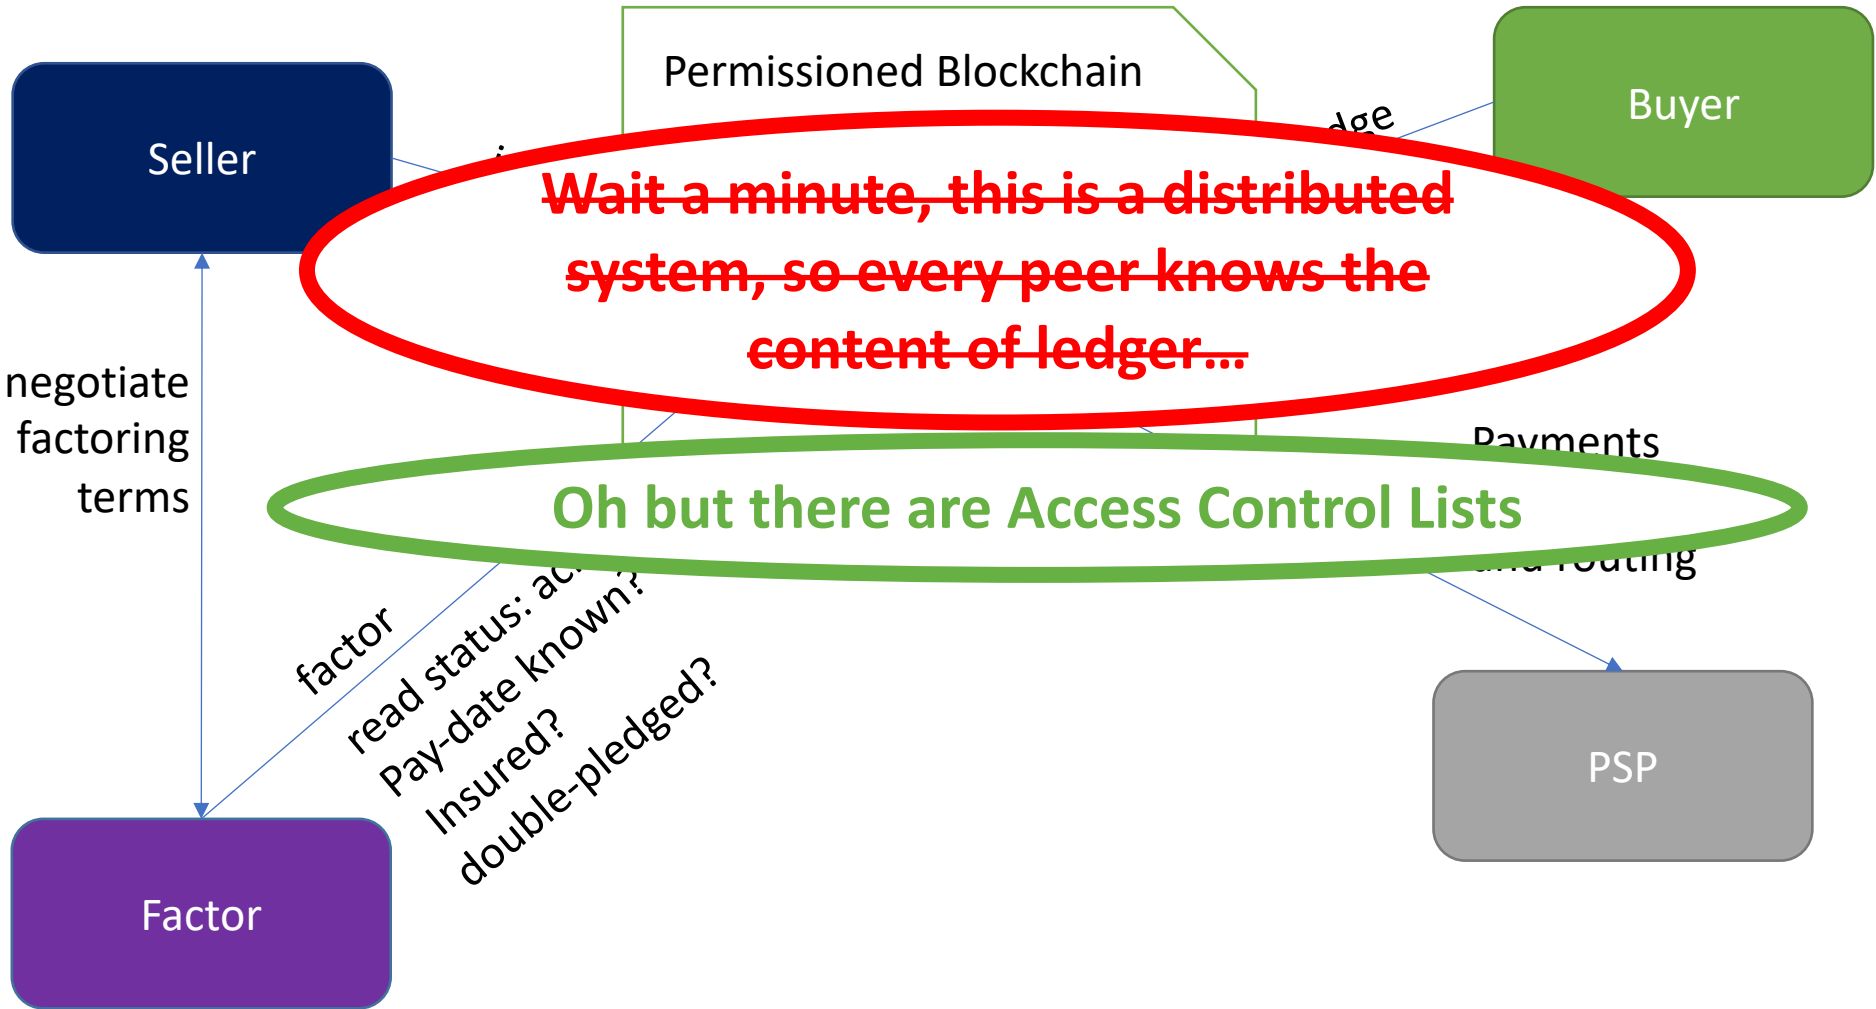 Permissioned Blockchain
Seller
Buyer
Wait a minute, this is a distributed
system, so every peer knows the
content of ledger...
negotiate
factoring
terms
Payments
Oh but there are Access Control Lists
and routing
factor
read status:
Pay-date known?
Insured?
double-pledged?
PSP
Factor